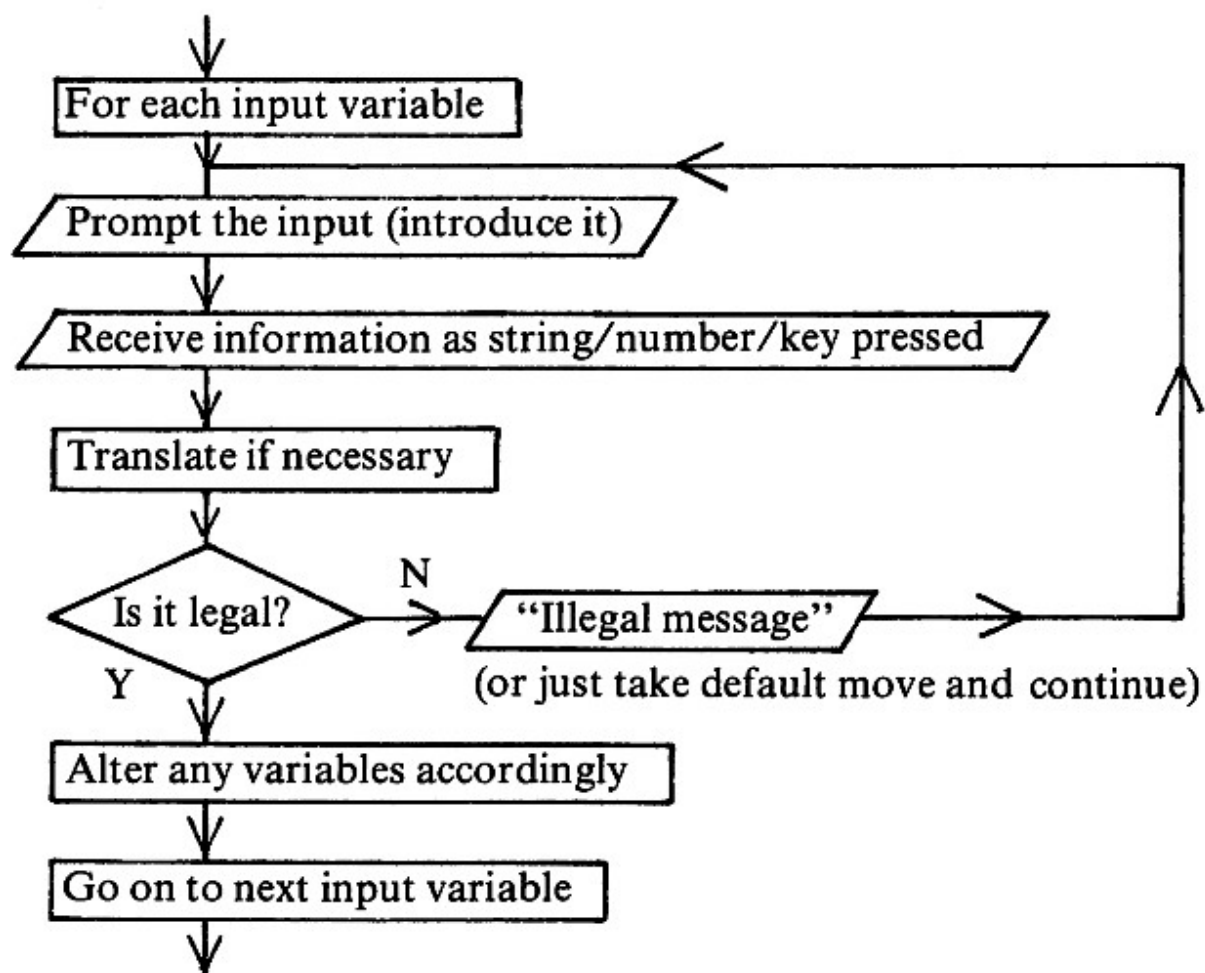 For each input variable
Prompt the input (introduce it)
Receive information as string/number/key pressed
Translate if necessary
Is it legal?
N
“Illegal message”
(or just take default move and continue)
Y
Alter any variables accordingly
Go on to next input variable